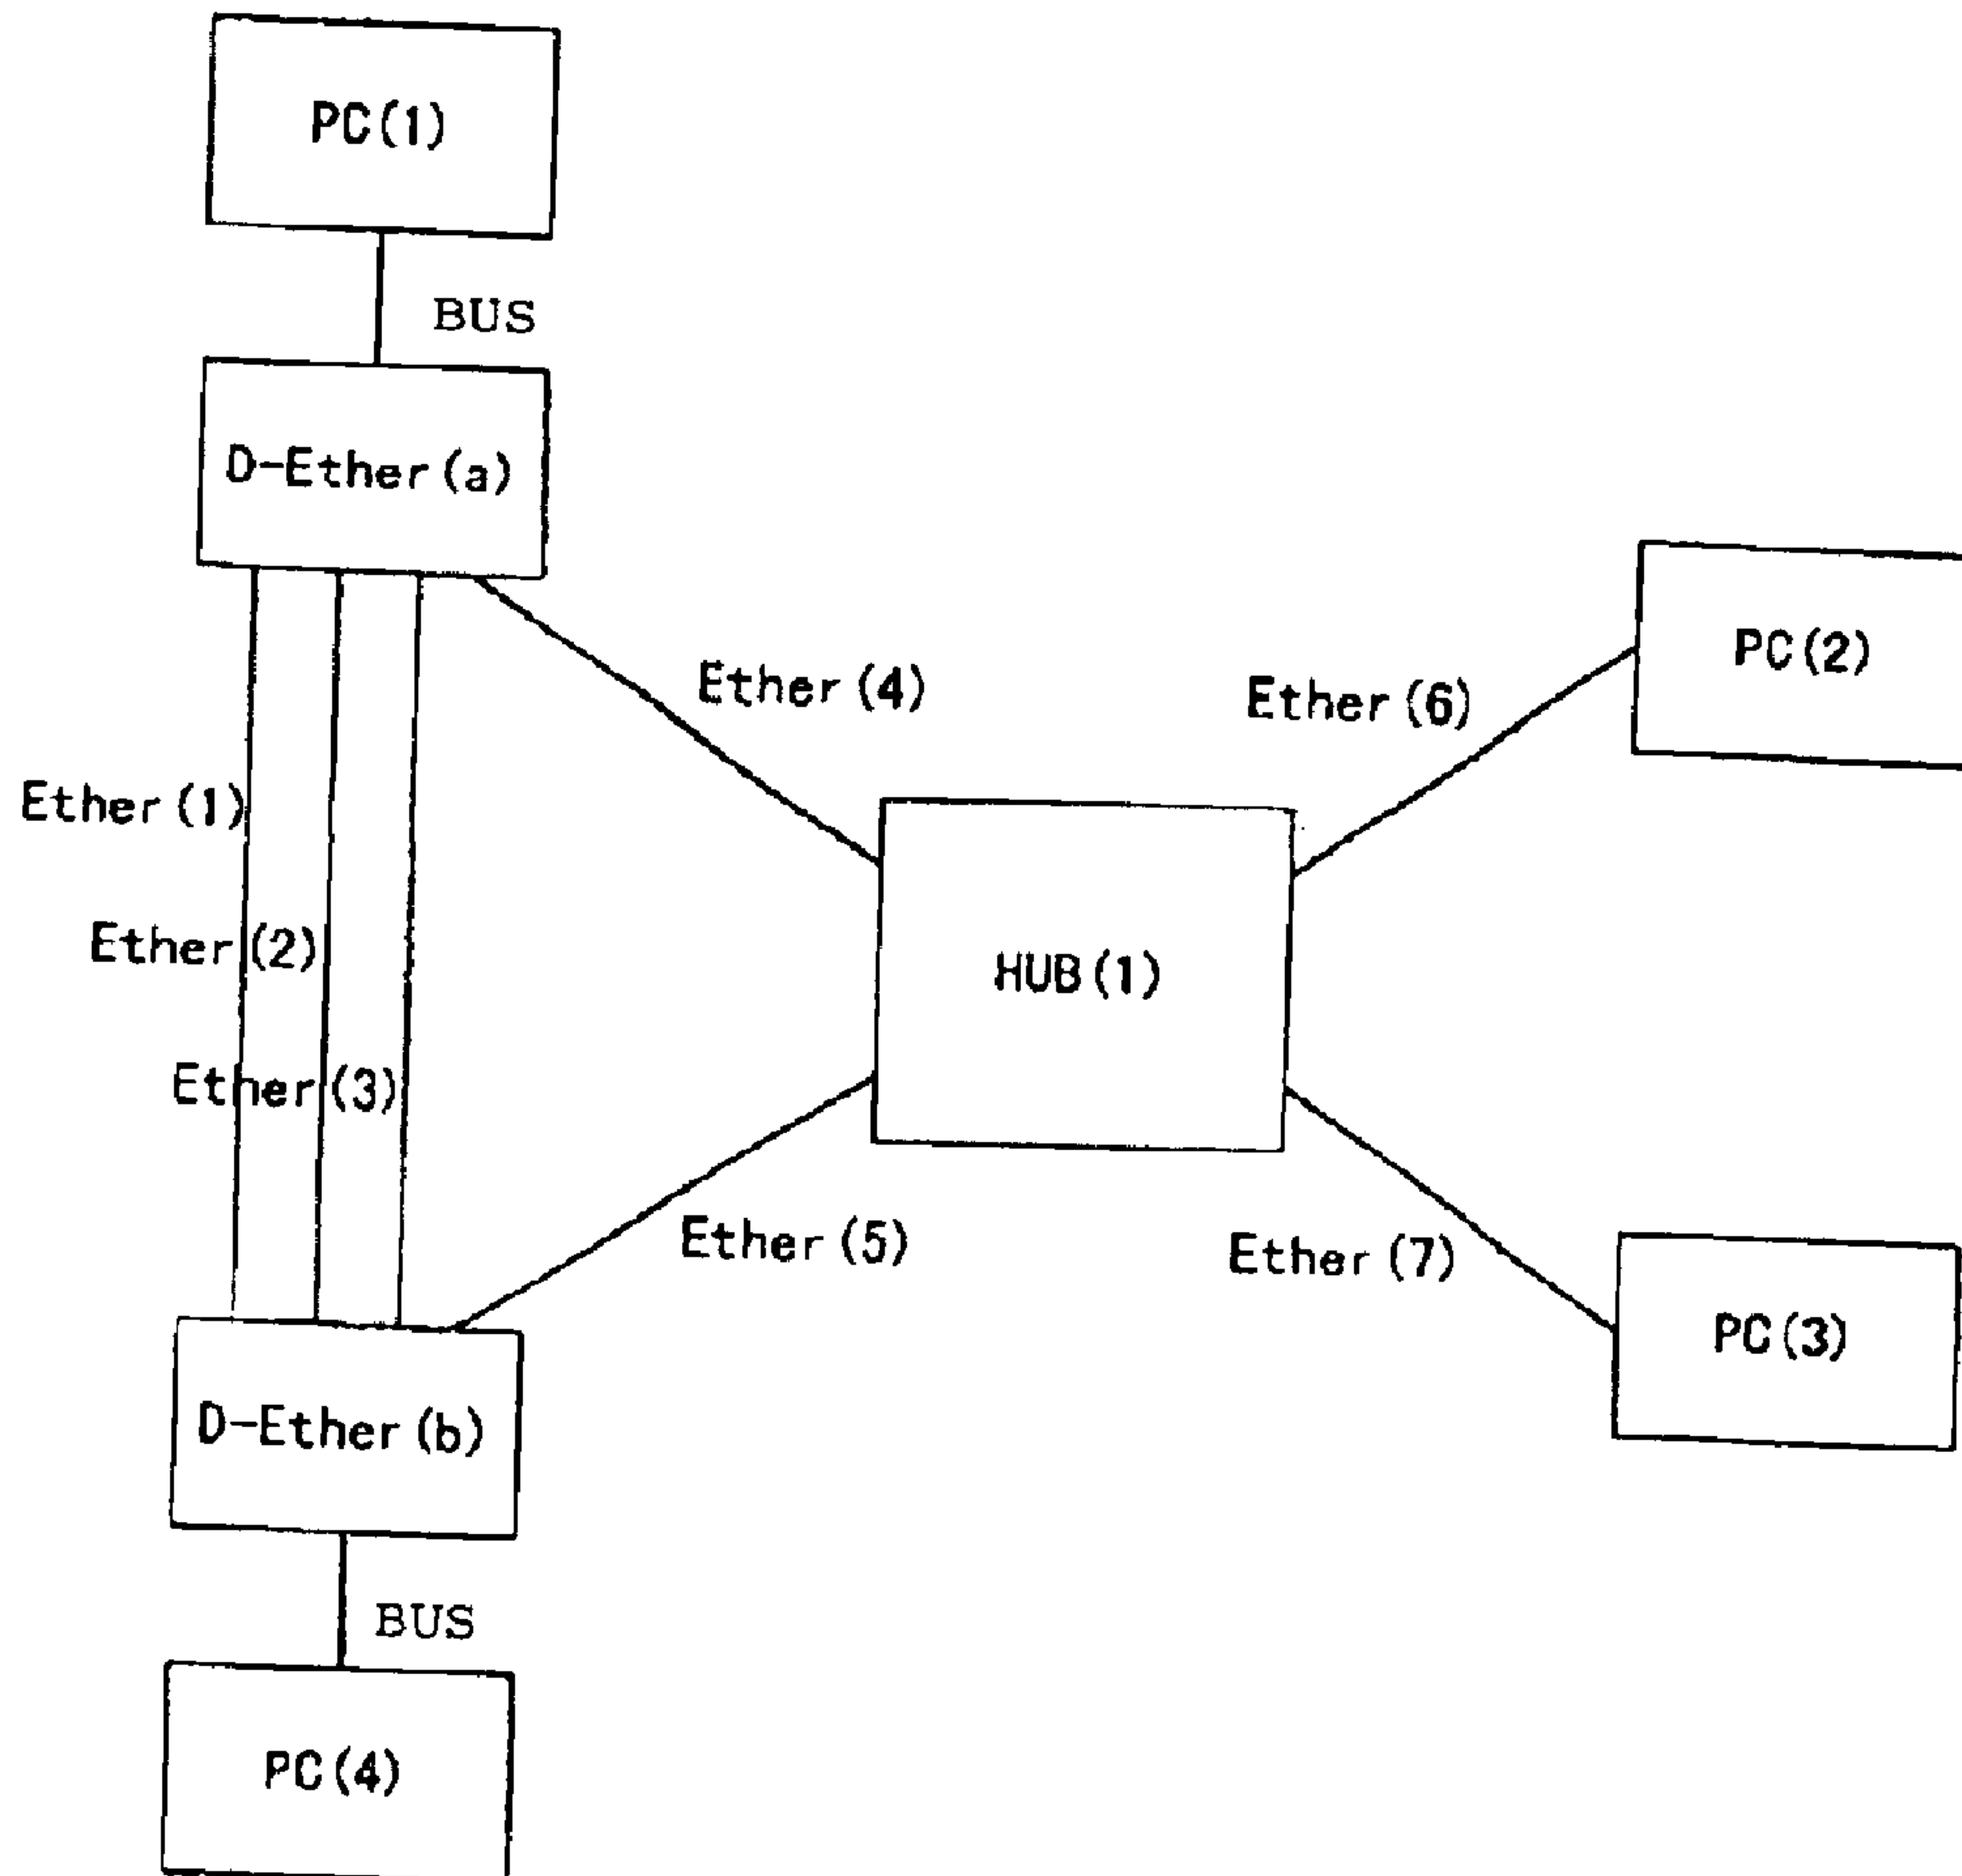 PC(1)
BUS
D-Ether(a)
Ether(4)
Ether(6)
PC(2)
Ether(1)
Ether(2)
HUB(1)
Ether(3)
Ether(5)
Ether(7)
PC(3)
D-Ether(b)
BUS
PC(4)